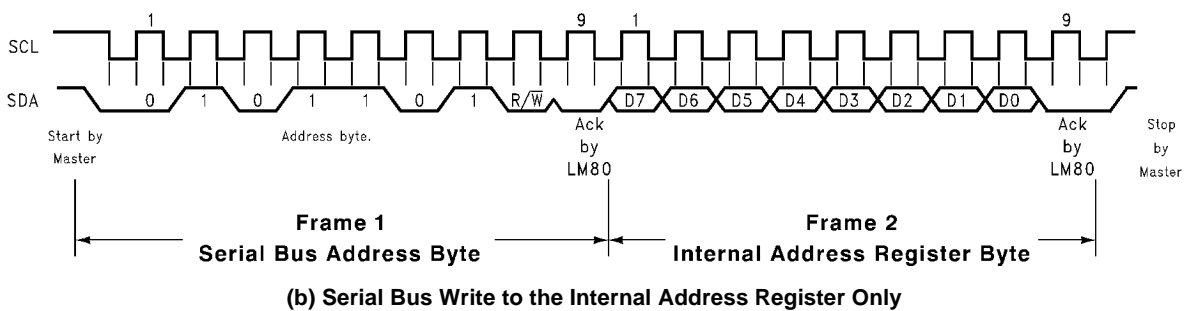 1 9 1 9
SCL
SDA 0 1 0 1 1 0 1 R/W̅ D7 D6 D5 D4 D3 D2 D1 D0
Start by
Master
Address byte.
Ack
by
LM80
Ack
by
LM80
Stop
by
Master
Frame 1
Serial Bus Address Byte
Frame 2
Internal Address Register Byte
(b) Serial Bus Write to the Internal Address Register Only